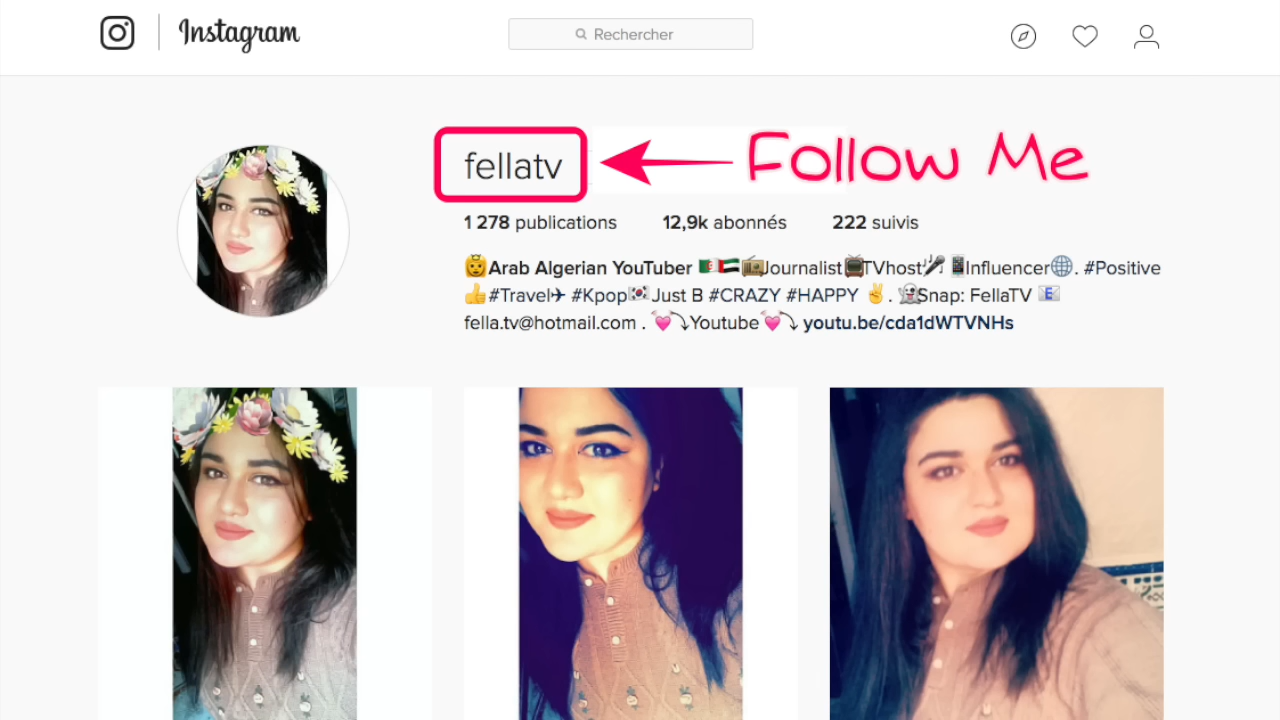 Instagram
Rechercher
fellatv
Follow Me
1 278 publications 12,9k abonnés 222 suivis
👸Arab Algerian YouTuber 🇩🇿🇦🇪📻Journalist📺TVhost🎤📱Influencer🌐. #Positive
👍#Travel✈ #Kpop🇰🇷Just B #CRAZY #HAPPY ✌. 👻Snap: FellaTV 📧
fella.tv@hotmail.com . 💓⤵Youtube💓⤵ youtu.be/cda1dWTVNHs